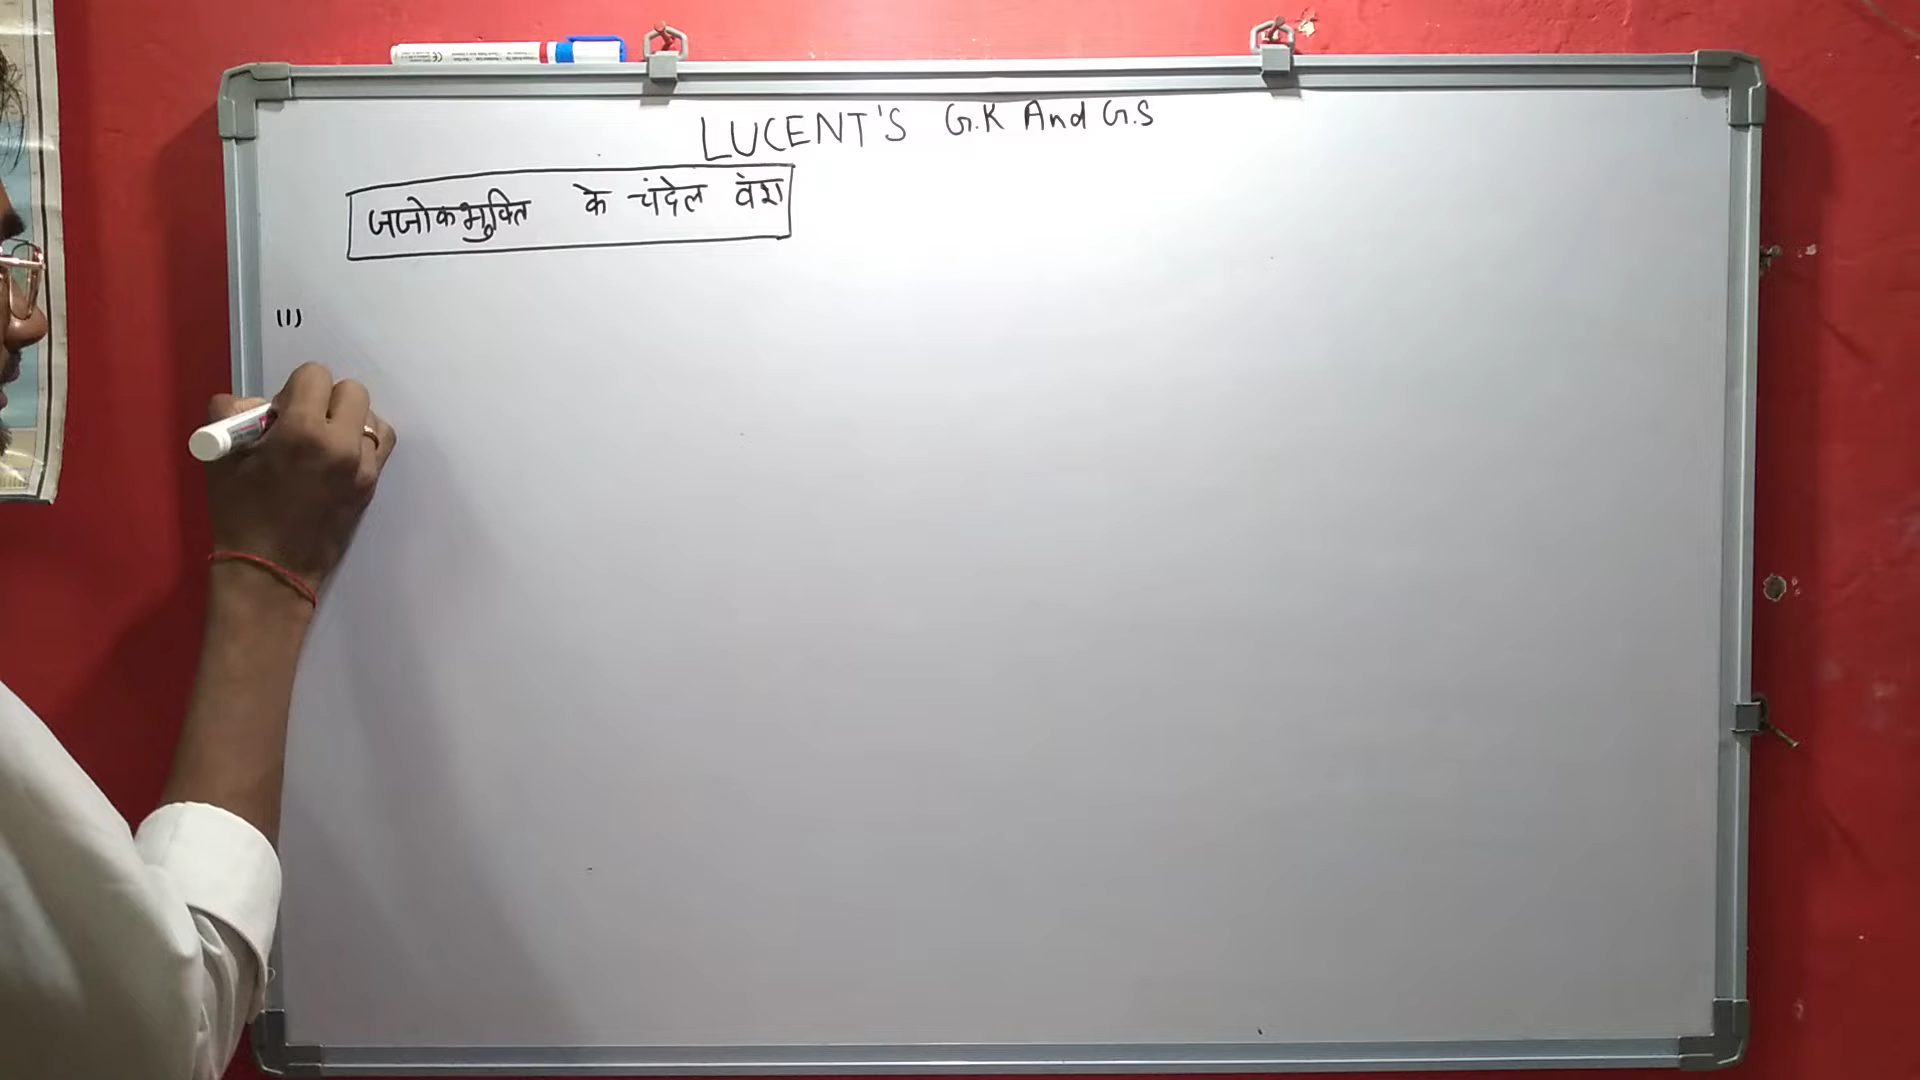 LUCENT'S G.K And G.S
जजोकभुक्ति के चंदेल वंश
(1)